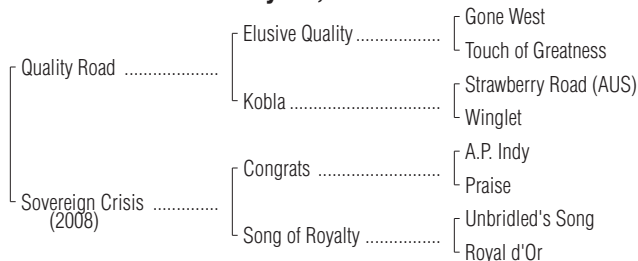 Gone West
Elusive Quality ..................
Touch of Greatness
Quality Road ....................
Strawberry Road (AUS)
Kobla ................................
Winglet
A.P. Indy
Congrats ..........................
Praise
Sovereign Crisis ..............
(2008)
Unbridled's Song
Song of Royalty ................
Royal d'Or